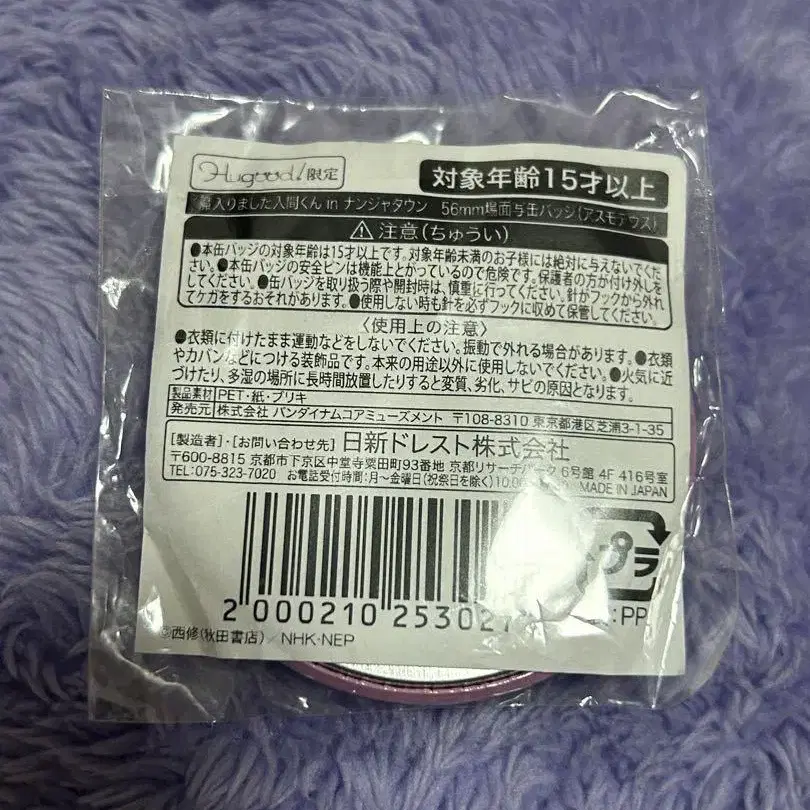 Hugood! 限定
対象年齢15才以上
魔入りました入間くん in ナンジャタウン 56mm場面写缶バッジ(アスモデウス)
⚠注意(ちゅうい)
●本缶バッジの対象年齢は15才以上です。対象年齢未満のお子様には絶対に与えないでくだ
さい。●本缶バッジの安全ピンは機能上とがっているので危険です。保護者の方が付け外しを
してください。●缶バッジを取り扱う際や開封時は、慎重に行ってください。針がフックから外れ
てケガをするおそれがあります。●使用しない時も針を必ずフックに収めて保管してください。
〈使用上の注意〉
●衣類に付けたまま運動などをしないでください。振動で外れる場合があります。●衣類
やカバンなどにつける装飾品です。本来の用途以外に使用しないでください。●火気に近
づけたり、多湿の場所に長時間放置したりすると変質、劣化、サビの原因となります。
製品素材 PET・紙・ブリキ
発売元 株式会社 バンダイナムコアミューズメント 〒108-8310 東京都港区芝浦3-1-35
[製造者]・[お問い合わせ先] 日新ドレスト株式会社
〒600-8815 京都市下京区中堂寺粟田町93番地 京都リサーチパーク 6号館 4F 416号室
TEL:075-323-7020 お電話受付時間:月～金曜日(祝祭日を除く)10:00 MADE IN JAPAN
プラ
2 000210 25302
:PP
©西修(秋田書店)/NHK・NEP